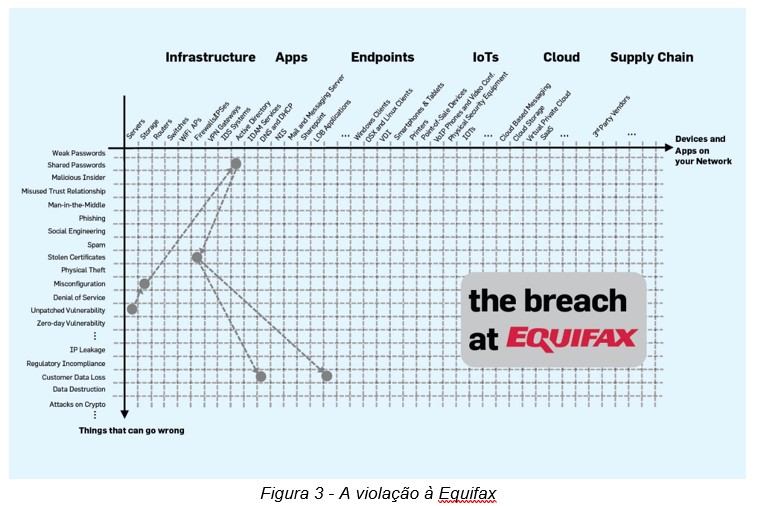 Infrastructure Apps Endpoints IoTs Cloud Supply Chain
Servers
Storage
Routers
Switches
WiFi APs
Firewalls/IPSes
VPN Gateways
IDS Systems
Active Directory
IDAM Services
DNS and DHCP
NIS
Mail and Messaging Server
Sharepoint
LOB Applications
...
Windows Clients
OSX and Linux Clients
VDI
Smartphones & Tablets
Printers
Point-of-Sale Devices
VoIP Phones and Video Conf.
Physical Security Equipment
IOTs
...
Cloud Based Messaging
Cloud Storage
Virtual Private Cloud
SaaS
...
3rd Party Vendors
...
Devices and
Apps on
your Network
Weak Passwords
Shared Passwords
Malicious Insider
Misused Trust Relationship
Man-in-the-Middle
Phishing
Social Engineering
Spam
Stolen Certificates
Physical Theft
Misconfiguration
Denial of Service
Unpatched Vulnerability
Zero-day Vulnerability
...
IP Leakage
Regulatory Incompliance
Customer Data Loss
Data Destruction
Attacks on Crypto
...
Things that can go wrong
the breach
at EQUIFAX
Figura 3 - A violação à Equifax